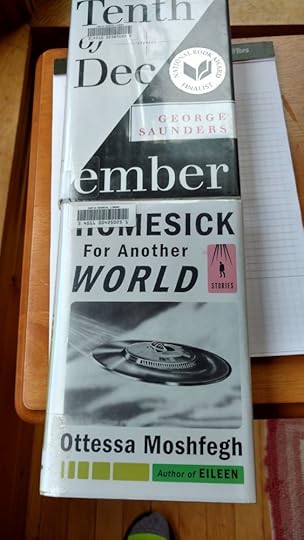 Tenth
of
Dec
stories
NATIONAL BOOK AWARD
FINALIST
GEORGE
SAUNDERS
ember
HOMESICK
For Another
WORLD
STORIES
Ottessa Moshfegh
Author of EILEEN